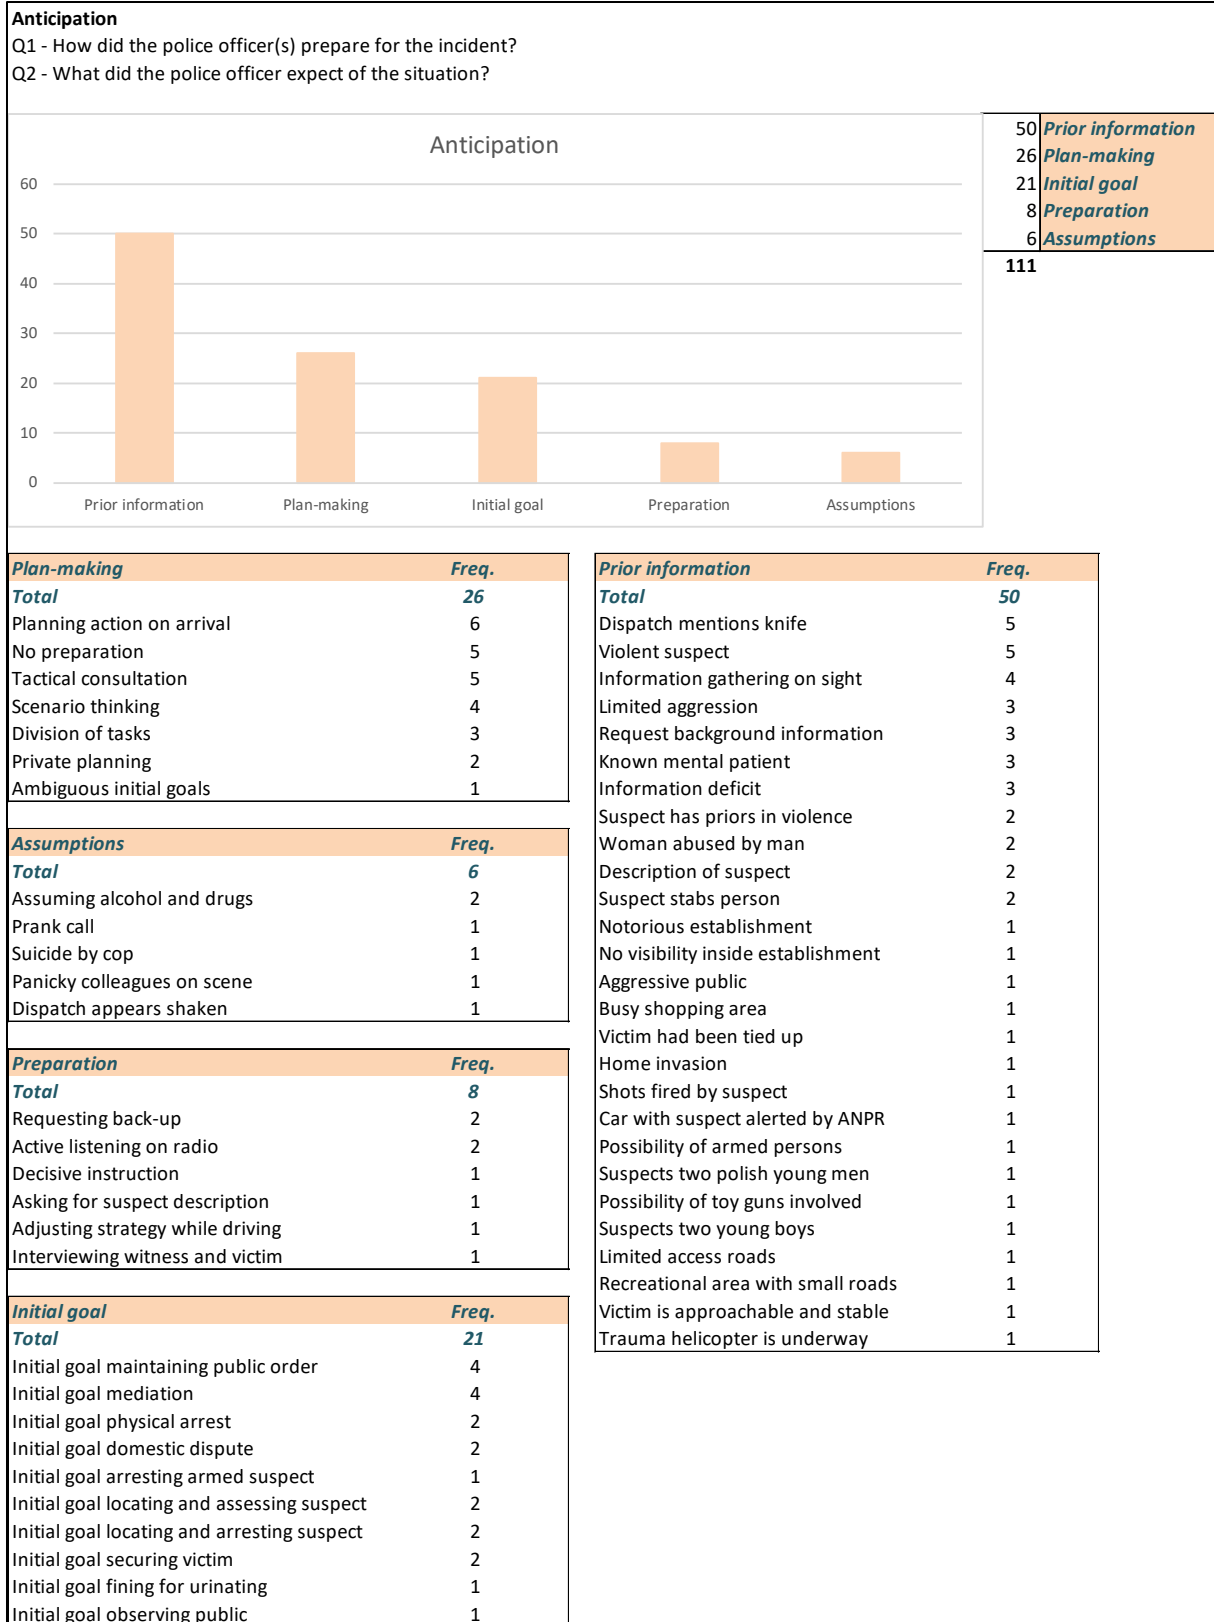 Anticipation
Q1 - How did the police officer(s) prepare for the incident?
Q2 - What did the police officer expect of the situation?
Anticipation
60
50
40
30
20
10
0
Prior information Plan-making Initial goal Preparation Assumptions
50 Prior information
26 Plan-making
21 Initial goal
8 Preparation
6 Assumptions
111
Plan-making Freq.
Total 26
Planning action on arrival 6
No preparation 5
Tactical consultation 5
Scenario thinking 4
Division of tasks 3
Private planning 2
Ambiguous initial goals 1
Assumptions Freq.
Total 6
Assuming alcohol and drugs 2
Prank call 1
Suicide by cop 1
Panicky colleagues on scene 1
Dispatch appears shaken 1
Preparation Freq.
Total 8
Requesting back-up 2
Active listening on radio 2
Decisive instruction 1
Asking for suspect description 1
Adjusting strategy while driving 1
Interviewing witness and victim 1
Initial goal Freq.
Total 21
Initial goal maintaining public order 4
Initial goal mediation 4
Initial goal physical arrest 2
Initial goal domestic dispute 2
Initial goal arresting armed suspect 1
Initial goal locating and assessing suspect 2
Initial goal locating and arresting suspect 2
Initial goal securing victim 2
Initial goal fining for urinating 1
Initial goal observing public 1
Prior information Freq.
Total 50
Dispatch mentions knife 5
Violent suspect 5
Information gathering on sight 4
Limited aggression 3
Request background information 3
Known mental patient 3
Information deficit 3
Suspect has priors in violence 2
Woman abused by man 2
Description of suspect 2
Suspect stabs person 2
Notorious establishment 1
No visibility inside establishment 1
Aggressive public 1
Busy shopping area 1
Victim had been tied up 1
Home invasion 1
Shots fired by suspect 1
Car with suspect alerted by ANPR 1
Possibility of armed persons 1
Suspects two polish young men 1
Possibility of toy guns involved 1
Suspects two young boys 1
Limited access roads 1
Recreational area with small roads 1
Victim is approachable and stable 1
Trauma helicopter is underway 1